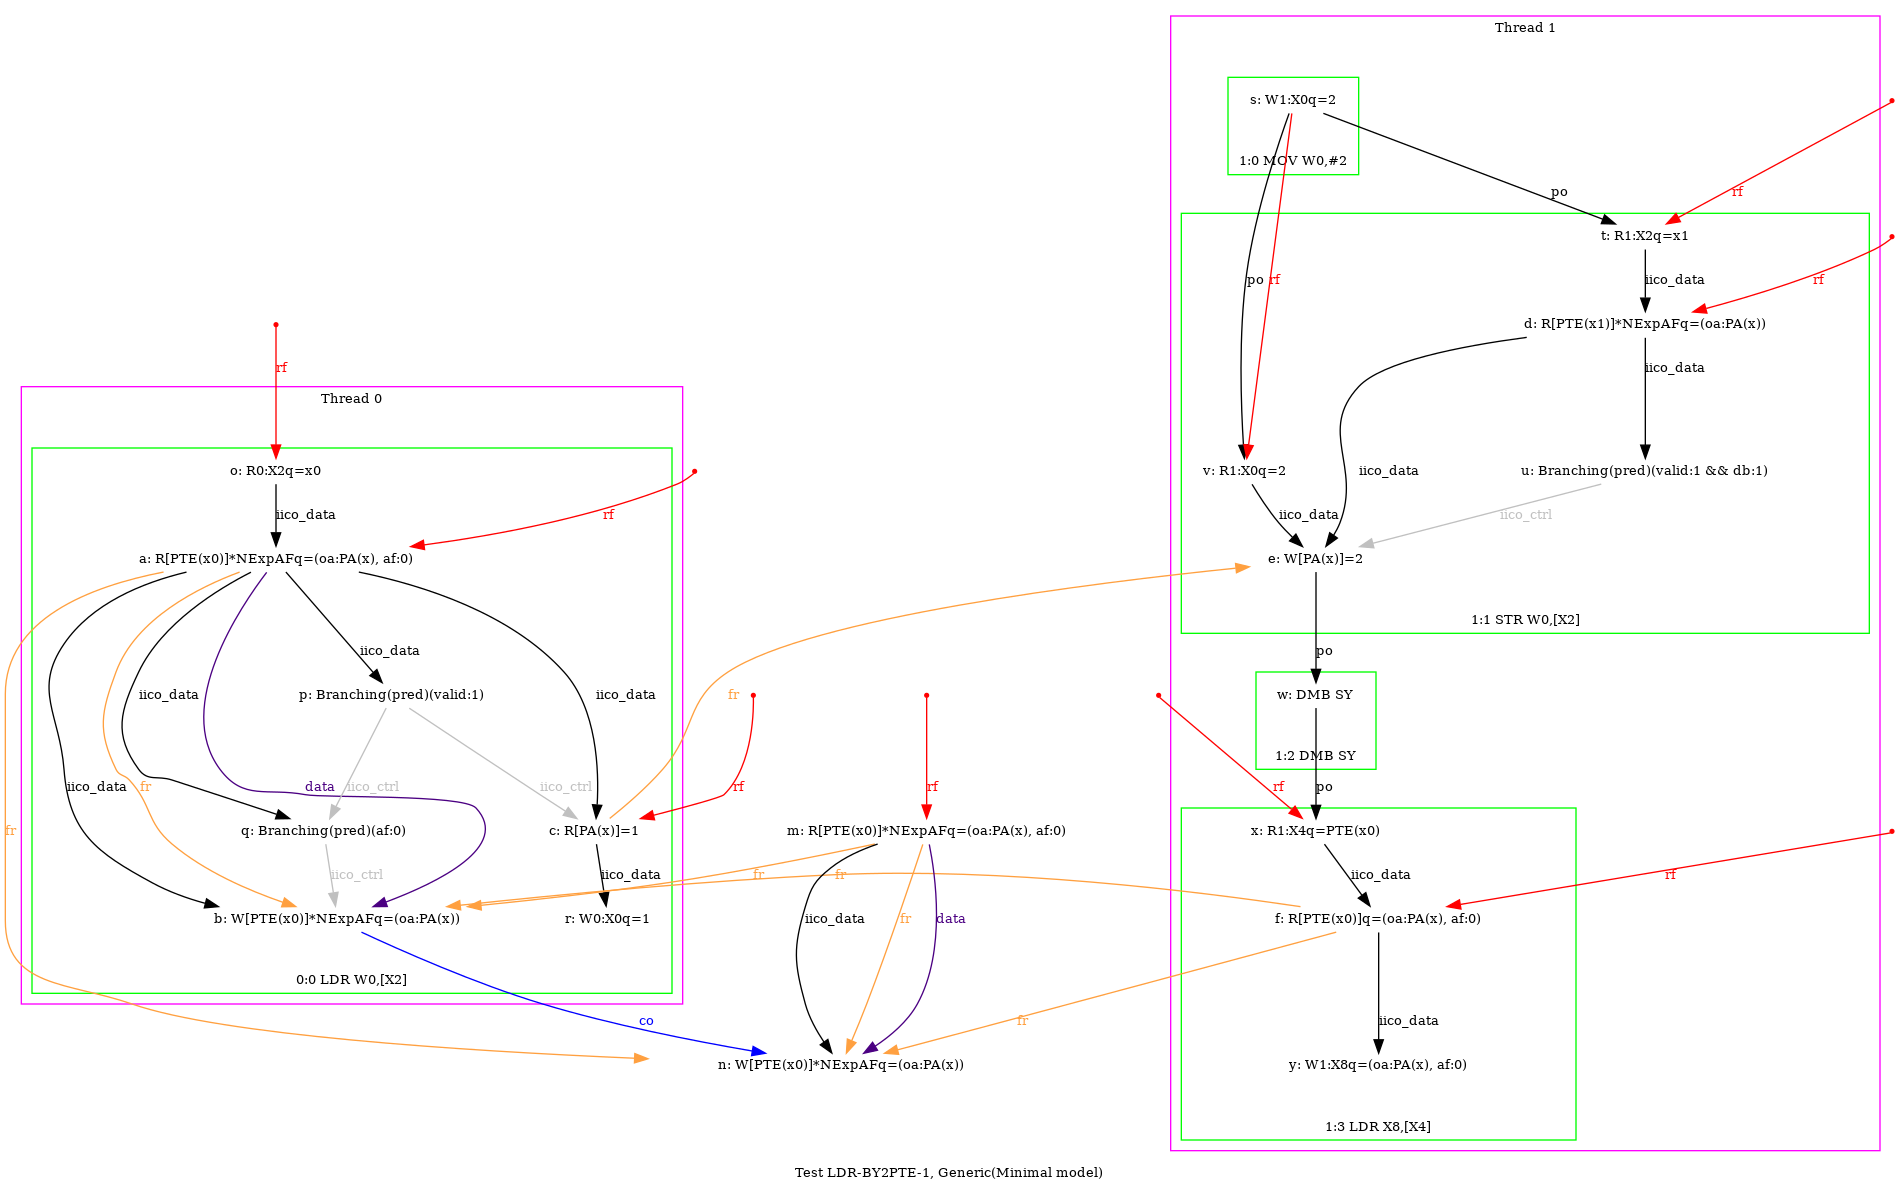 Thread 1
s: W1:X0q=2
1:0 MOV W0,#2
po
rf
t: R1:X2q=x1
po
rf
iico_data
rf
d: R[PTE(x1)]*NExpAFq=(oa:PA(x))
iico_data
rf
Thread 0
o: R0:X2q=x0
v: R1:X0q=2
iico_data
u: Branching(pred)(valid:1 && db:1)
iico_data
rf
iico_data
iico_ctrl
a: R[PTE(x0)]*NExpAFq=(oa:PA(x), af:0)
e: W[PA(x)]=2
1:1 STR W0,[X2]
iico_data
po
iico_data
p: Branching(pred)(valid:1)
iico_data
fr
w: DMB SY
1:2 DMB SY
iico_data
fr
data
iico_ctrl
iico_ctrl
rf
rf
rf
po
fr
q: Branching(pred)(af:0)
c: R[PA(x)]=1
m: R[PTE(x0)]*NExpAFq=(oa:PA(x), af:0)
x: R1:X4q=PTE(x0)
iico_ctrl
iico_data
fr
fr
iico_data
rf
b: W[PTE(x0)]*NExpAFq=(oa:PA(x))
r: W0:X0q=1
iico_data
fr
data
f: R[PTE(x0)]q=(oa:PA(x), af:0)
0:0 LDR W0,[X2]
co
fr
iico_data
n: W[PTE(x0)]*NExpAFq=(oa:PA(x))
y: W1:X8q=(oa:PA(x), af:0)
1:3 LDR X8,[X4]
Test LDR-BY2PTE-1, Generic(Minimal model)